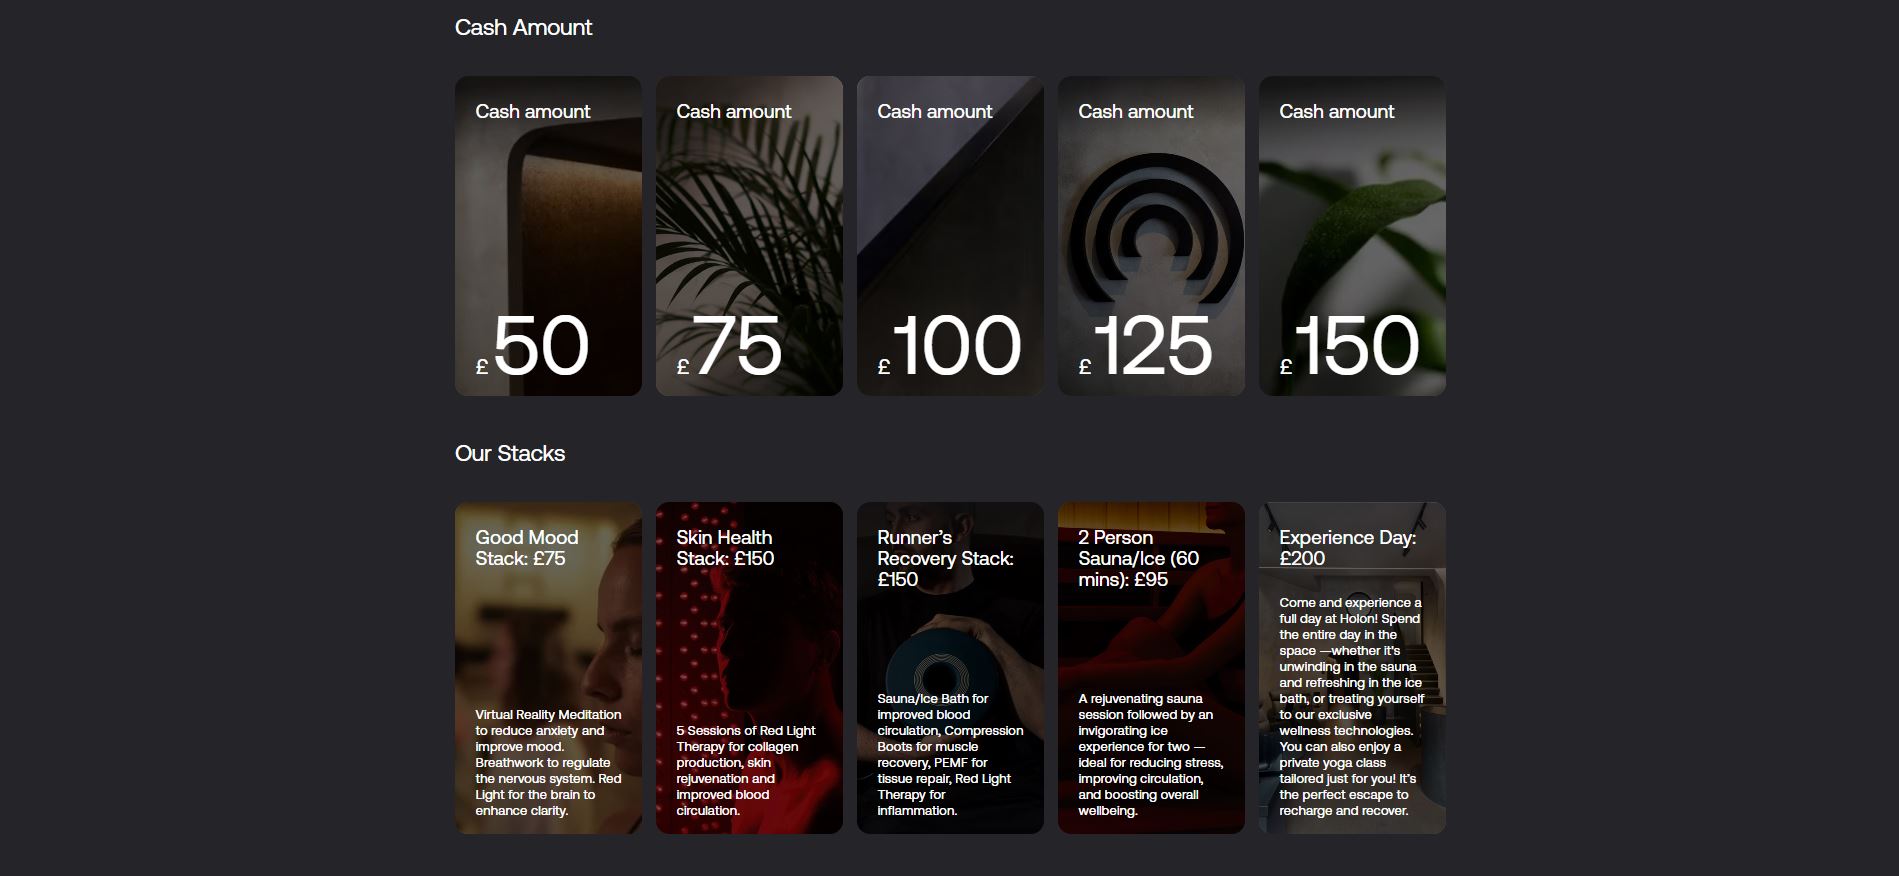 Cash Amount
Cash amount
£50
Cash amount
£75
Cash amount
£100
Cash amount
£125
Cash amount
£150
Our Stacks
Good Mood
Stack: £75
Virtual Reality Meditation
to reduce anxiety and
improve mood.
Breathwork to regulate
the nervous system. Red
Light for the brain to
enhance clarity.
Skin Health
Stack: £150
5 Sessions of Red Light
Therapy for collagen
production, skin
rejuvenation and
improved blood
circulation.
Runner’s
Recovery Stack:
£150
Sauna/Ice Bath for
improved blood
circulation, Compression
Boots for muscle
recovery, PEMF for
tissue repair, Red Light
Therapy for
inflammation.
2 Person
Sauna/Ice (60
mins): £95
A rejuvenating sauna
session followed by an
invigorating ice
experience for two —
ideal for reducing stress,
improving circulation,
and boosting overall
wellbeing.
Experience Day:
£200
Come and experience a
full day at Holon! Spend
the entire day in the
space —whether it’s
unwinding in the sauna
and refreshing in the ice
bath, or treating yourself
to our exclusive
wellness technologies.
You can also enjoy a
private yoga class
tailored just for you! It’s
the perfect escape to
recharge and recover.